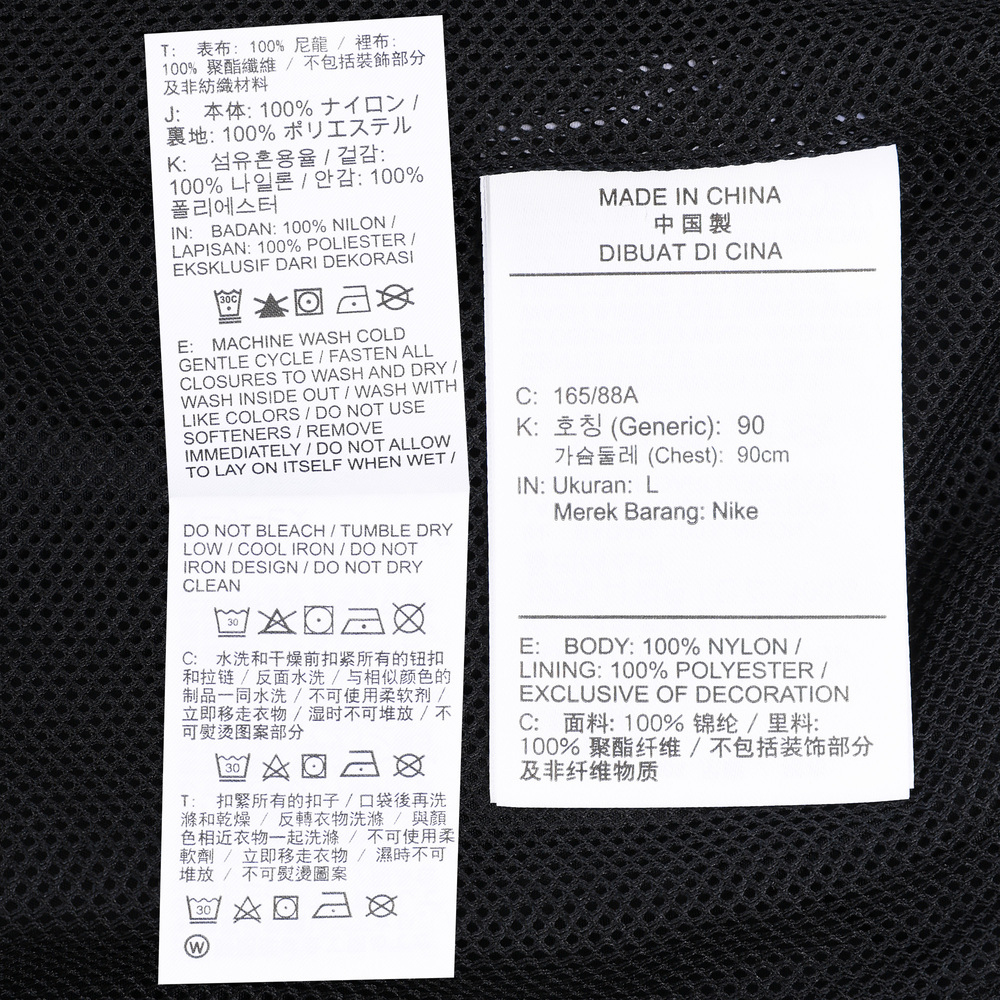 T: 表布: 100% 尼龍 / 裡布:
100% 聚酯纖維 / 不包括裝飾部分
及非紡織材料
J: 本体: 100% ナイロン /
裏地: 100% ポリエステル
K: 섬유혼용율 / 겉감:
100% 나일론 / 안감: 100%
폴리에스터
IN: BADAN: 100% NILON /
LAPISAN: 100% POLIESTER /
EKSKLUSIF DARI DEKORASI
30C
E: MACHINE WASH COLD
GENTLE CYCLE / FASTEN ALL
CLOSURES TO WASH AND DRY /
WASH INSIDE OUT / WASH WITH
LIKE COLORS / DO NOT USE
SOFTENERS / REMOVE
IMMEDIATELY / DO NOT ALLOW
TO LAY ON ITSELF WHEN WET /
DO NOT BLEACH / TUMBLE DRY
LOW / COOL IRON / DO NOT
IRON DESIGN / DO NOT DRY
CLEAN
30
C: 水洗和干燥前扣紧所有的钮扣
和拉链 / 反面水洗 / 与相似颜色的
制品一同水洗 / 不可使用柔软剂 /
立即移走衣物 / 湿时不可堆放 / 不
可熨烫图案部分
30
T: 扣緊所有的扣子 / 口袋後再洗
滌和乾燥 / 反轉衣物洗滌 / 與顏
色相近衣物一起洗滌 / 不可使用柔
軟劑 / 立即移走衣物 / 濕時不可
堆放 / 不可熨燙圖案
30
W
MADE IN CHINA
中国製
DIBUAT DI CINA
C: 165/88A
K: 호칭 (Generic): 90
가슴둘레 (Chest): 90cm
IN: Ukuran: L
Merek Barang: Nike
E: BODY: 100% NYLON /
LINING: 100% POLYESTER /
EXCLUSIVE OF DECORATION
C: 面料: 100% 锦纶 / 里料:
100% 聚酯纤维 / 不包括装饰部分
及非纤维物质